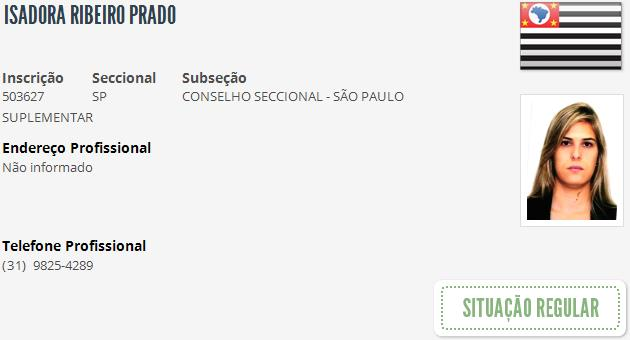 ISADORA RIBEIRO PRADO
Inscrição Seccional Subseção
503627 SP CONSELHO SECCIONAL - SÃO PAULO
SUPLEMENTAR
Endereço Profissional
Não informado
Telefone Profissional
(31) 9825-4289
SITUAÇÃO REGULAR